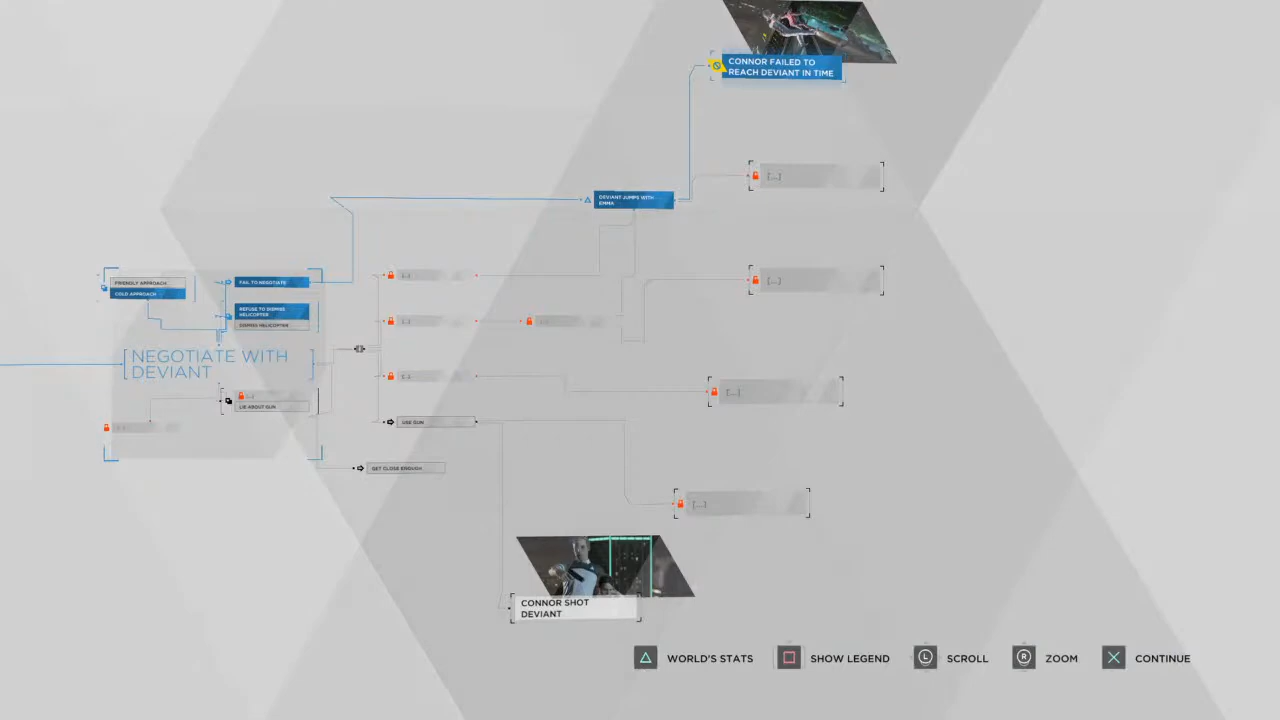 CONNOR FAILED TO
REACH DEVIANT IN TIME
[...]
DEVIANT JUMPS WITH
EMMA
[...]
[...]
FRIENDLY APPROACH
COLD APPROACH
FAIL TO NEGOTIATE
REFUSE TO DISMISS
HELICOPTER
DISMISS HELICOPTER
[...]
NEGOTIATE WITH
DEVIANT
[...]
[...]
[...]
[...]
LIE ABOUT GUN
USE GUN
GET CLOSE ENOUGH
[...]
CONNOR SHOT
DEVIANT
WORLD'S STATS
SHOW LEGEND
L
SCROLL
R
ZOOM
CONTINUE